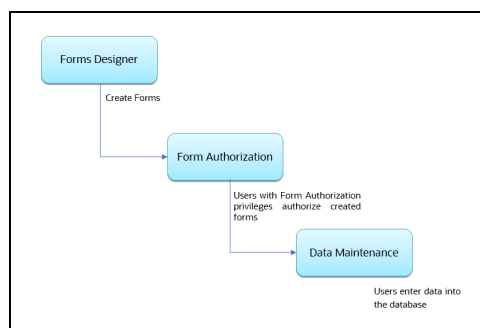 Forms Designer
Create Forms
Form Authorization
Users with Form Authorization
privileges authorize created
forms
Data Maintenance
Users enter data into
the database